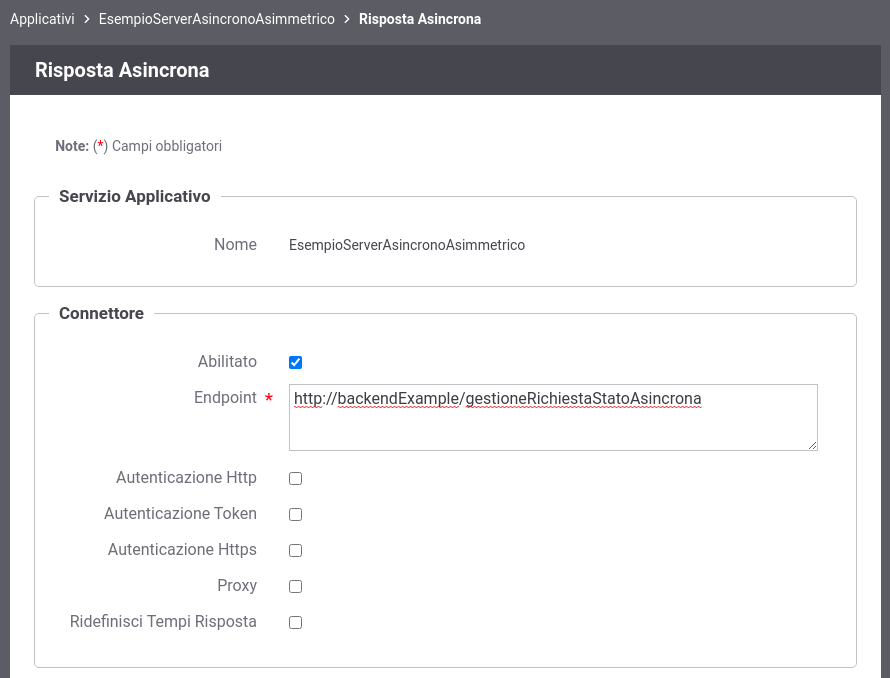 Applicativi > EsempioServerAsincronoAsimmetrico > Risposta Asincrona
Risposta Asincrona
Note: (*) Campi obbligatori
Servizio Applicativo
Nome EsempioServerAsincronoAsimmetrico
Connettore
Abilitato
Endpoint * http://backendExample/gestioneRichiestaStatoAsincrona
Autenticazione Http
Autenticazione Token
Autenticazione Https
Proxy
Ridefinisci Tempi Risposta